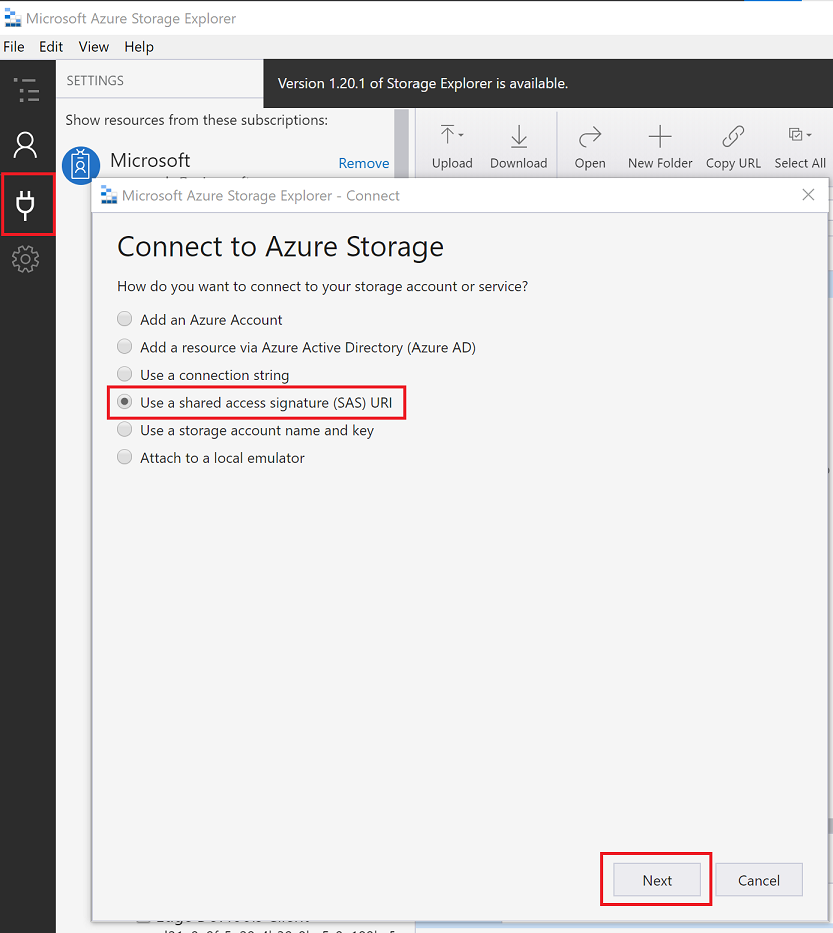 Microsoft Azure Storage Explorer
File Edit View Help
SETTINGS
Version 1.20.1 of Storage Explorer is available.
Show resources from these subscriptions:
Microsoft
Remove
Upload Download Open New Folder Copy URL Select All
Microsoft Azure Storage Explorer - Connect
Connect to Azure Storage
How do you want to connect to your storage account or service?
Add an Azure Account
Add a resource via Azure Active Directory (Azure AD)
Use a connection string
Use a shared access signature (SAS) URI
Use a storage account name and key
Attach to a local emulator
Next Cancel